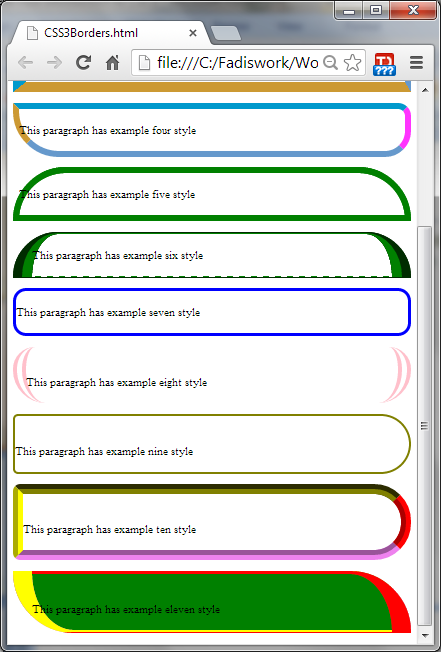 CSS3Borders.html
file:///C:/Fadiswork/Wo
This paragraph has example four style
This paragraph has example five style
This paragraph has example six style
This paragraph has example seven style
This paragraph has example eight style
This paragraph has example nine style
This paragraph has example ten style
This paragraph has example eleven style